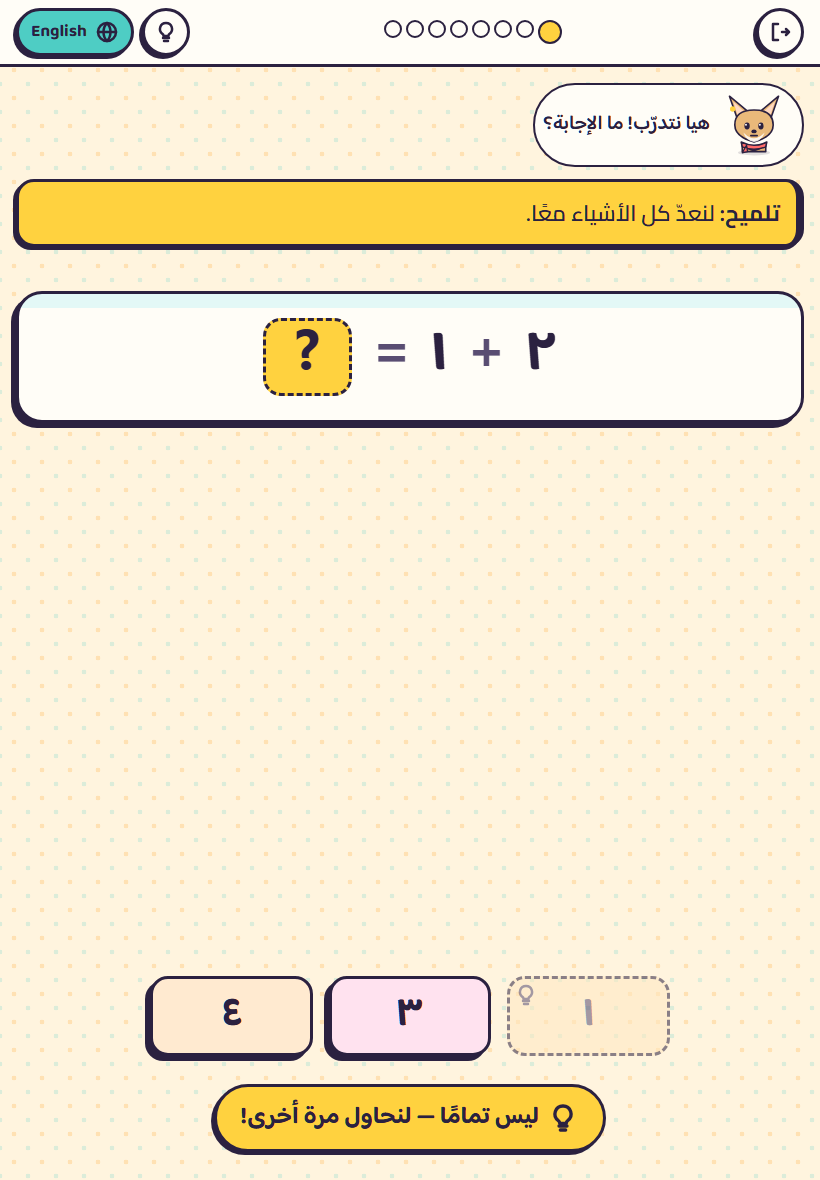 English
هيا نتدرّب! ما الإجابة؟
تلميح: لنعدّ كل الأشياء معًا.
٢ + ١ = ?
١
٣
٤
ليس تمامًا — لنحاول مرة أخرى!